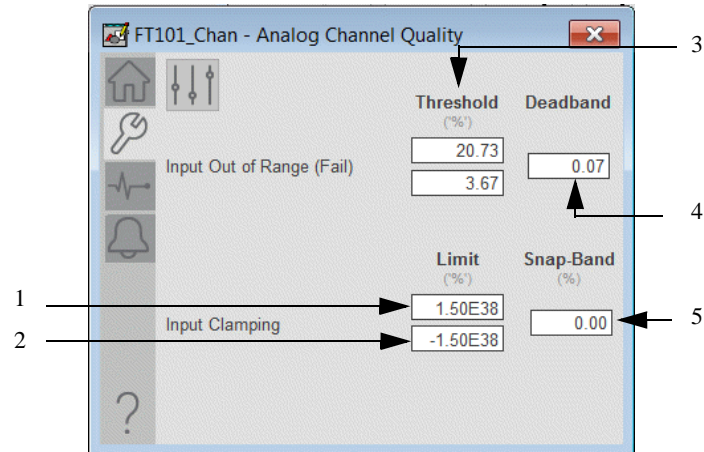 FT101_Chan - Analog Channel Quality
3
Threshold Deadband
('%')
20.73
Input Out of Range (Fail) 0.07
3.67
4
Limit Snap-Band
('%') (%)
1 1.50E38
Input Clamping 0.00 5
2 -1.50E38
?